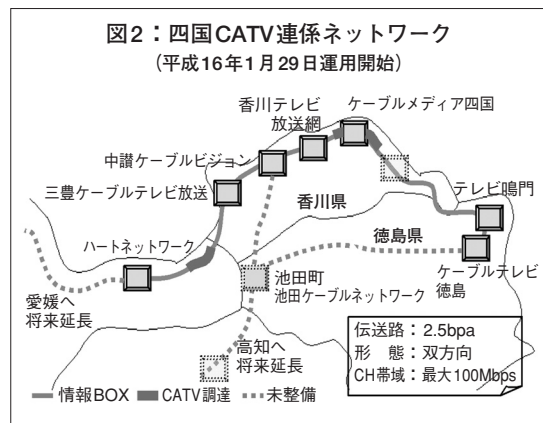 図2：四国CATV連係ネットワーク
(平成16年1月29日運用開始)
香川テレビ
放送網
ケーブルメディア四国
中讃ケーブルビジョン
三豊ケーブルテレビ放送
香川県
テレビ鳴門
ハートネットワーク
徳島県
ケーブルテレビ
徳島
池田町
池田ケーブルネットワーク
愛媛へ
将来延長
高知へ
将来延長
伝送路：2.5bpa
形　態：双方向
CH帯域：最大100Mbps
情報BOX
CATV調達
未整備